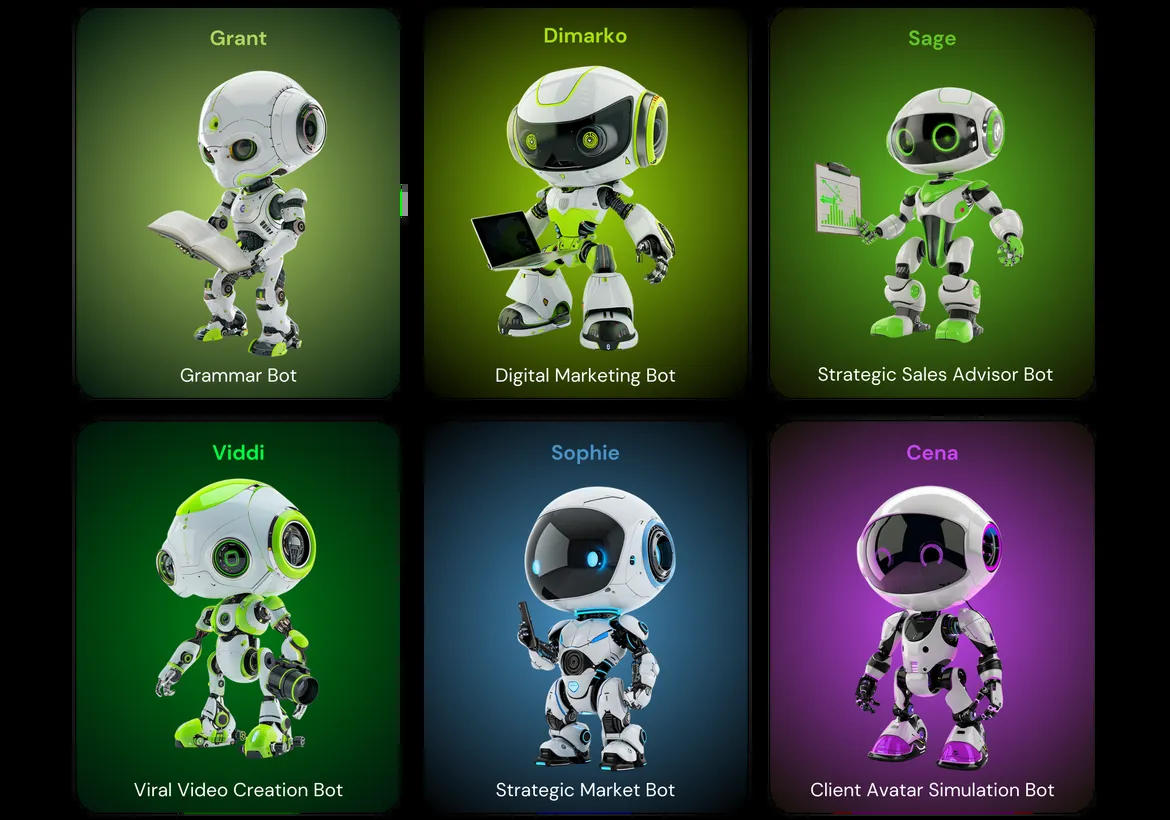 Grant
Dimarko
Sage
Grammar Bot
Digital Marketing Bot
Strategic Sales Advisor Bot
Viddi
Sophie
Cena
Viral Video Creation Bot
Strategic Market Bot
Client Avatar Simulation Bot